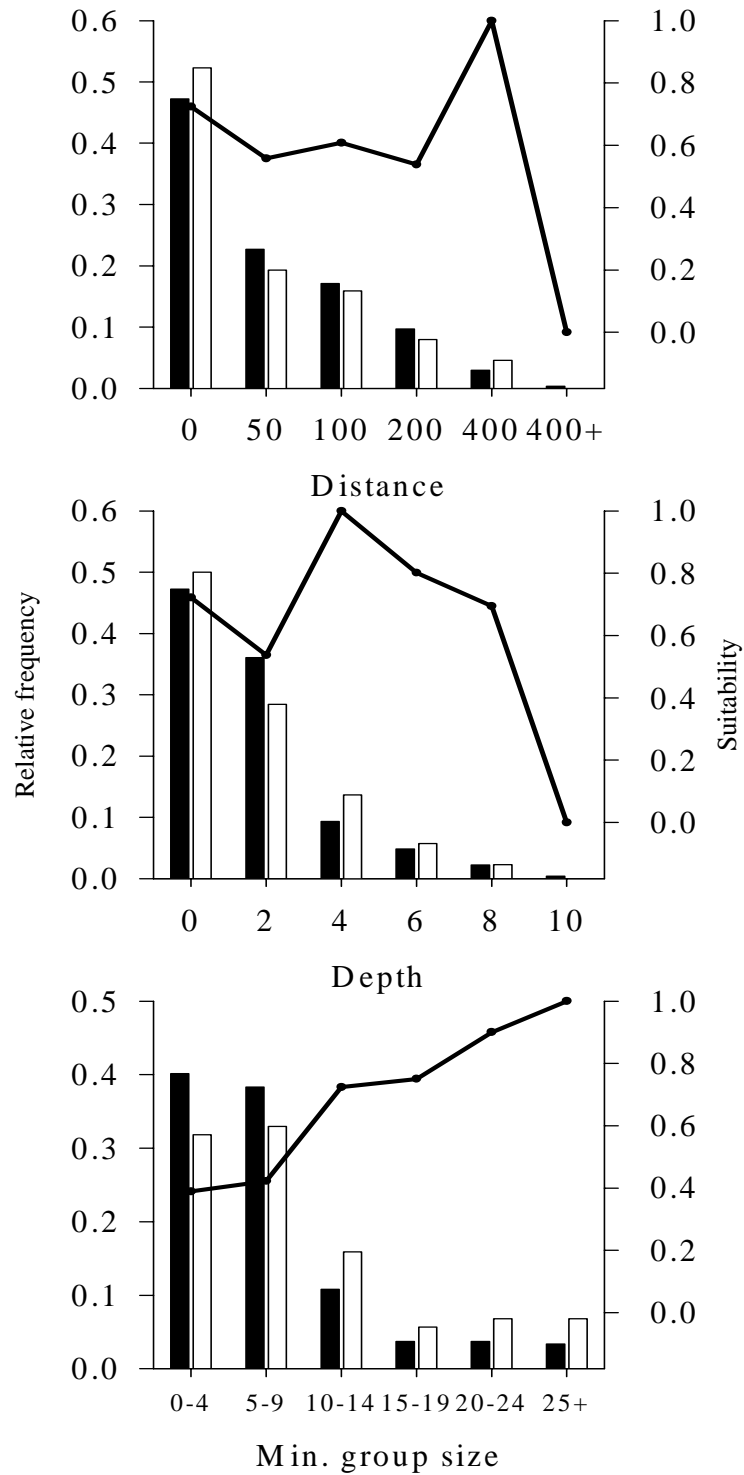 0.6 1.0
0.5 0.8
0.4 0.6
0.3 0.4
0.2 0.2
0.1 0.0
0.0
0 50 100 200 400 400+
Distance
0.6 1.0
0.5 0.8
0.4 0.6
0.3 0.4
0.2 0.2
0.1 0.0
0.0
0 2 4 6 8 10
Depth
Relative frequency
Suitability
0.5 1.0
0.4 0.8
0.3 0.6
0.2 0.4
0.1 0.2
0.0 0.0
0-4 5-9 10-14 15-19 20-24 25+
Min. group size